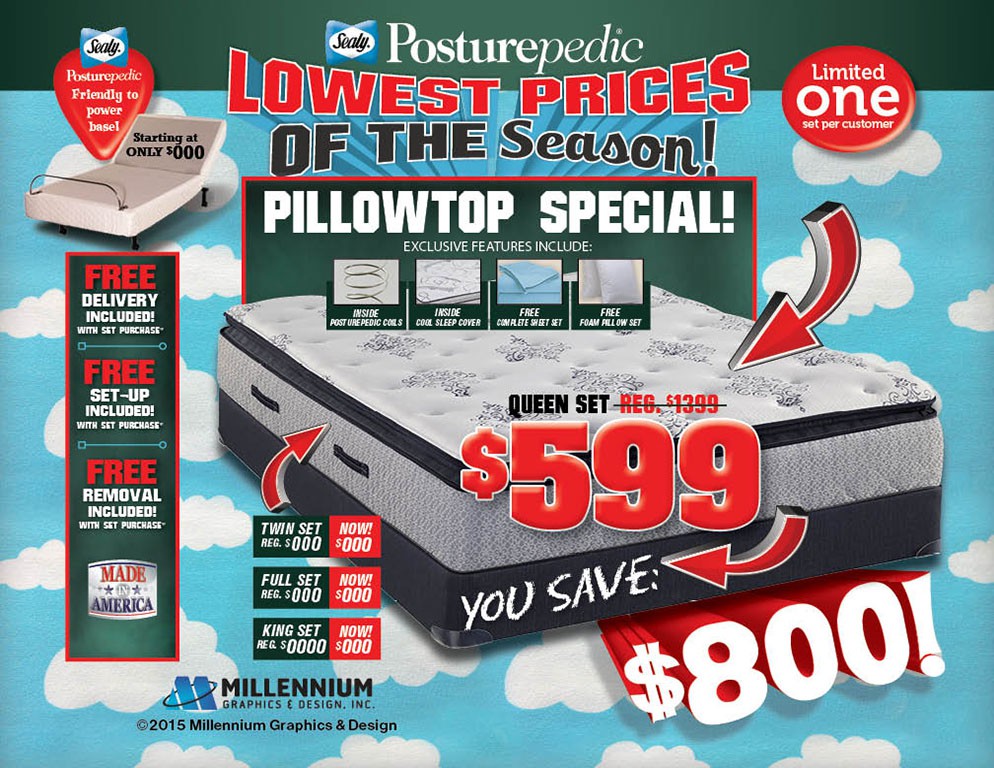 Sealy.
Posturepedic
Friendly to
power
base!
Starting at
ONLY $000
Sealy. Posturepedic®
LOWEST PRICES
OF THE Season!
Limited
one
set per customer
PILLOWTOP SPECIAL!
EXCLUSIVE FEATURES INCLUDE:
INSIDE
POSTUREPEDIC COILS
INSIDE
COOL SLEEP COVER
FREE
COMPLETE SHEET SET
FREE
FOAM PILLOW SET
FREE
DELIVERY
INCLUDED!
WITH SET PURCHASE*
FREE
SET-UP
INCLUDED!
WITH SET PURCHASE*
FREE
REMOVAL
INCLUDED!
WITH SET PURCHASE*
MADE
IN
AMERICA
QUEEN SET REG. $1399
$599
TWIN SET
REG. $000
NOW!
$000
FULL SET
REG. $000
NOW!
$000
KING SET
REG. $0000
NOW!
$000
YOU SAVE:
$800!
MILLENNIUM
GRAPHICS & DESIGN, INC.
©2015 Millennium Graphics & Design